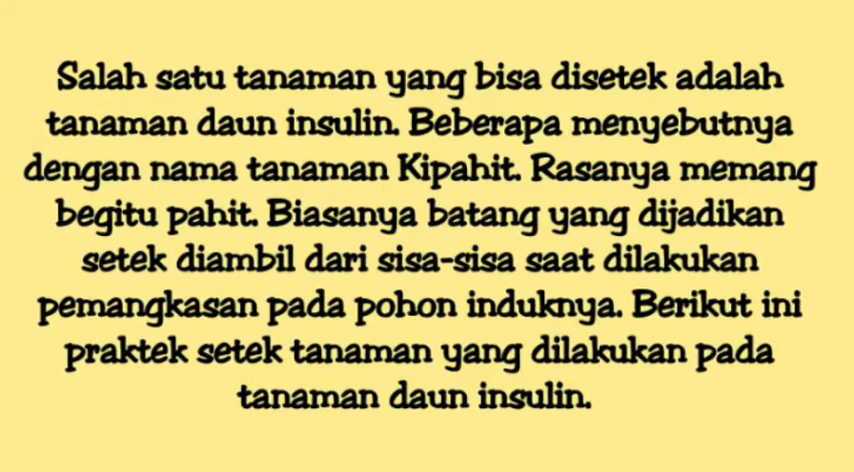 Salah satu tanaman yang bisa disetek adalah
tanaman daun insulin. Beberapa menyebutnya
dengan nama tanaman Kipahit. Rasanya memang
begitu pahit. Biasanya batang yang dijadikan
setek diambil dari sisa-sisa saat dilakukan
pemangkasan pada pohon induknya. Berikut ini
praktek setek tanaman yang dilakukan pada
tanaman daun insulin.